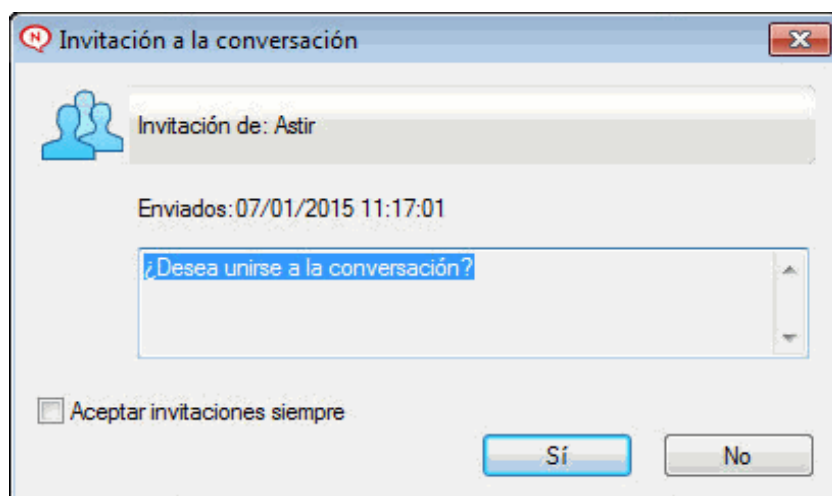 Invitación a la conversación
Invitación de: Astir
Enviados: 07/01/2015 11:17:01
¿Desea unirse a la conversación?
Aceptar invitaciones siempre
Sí No